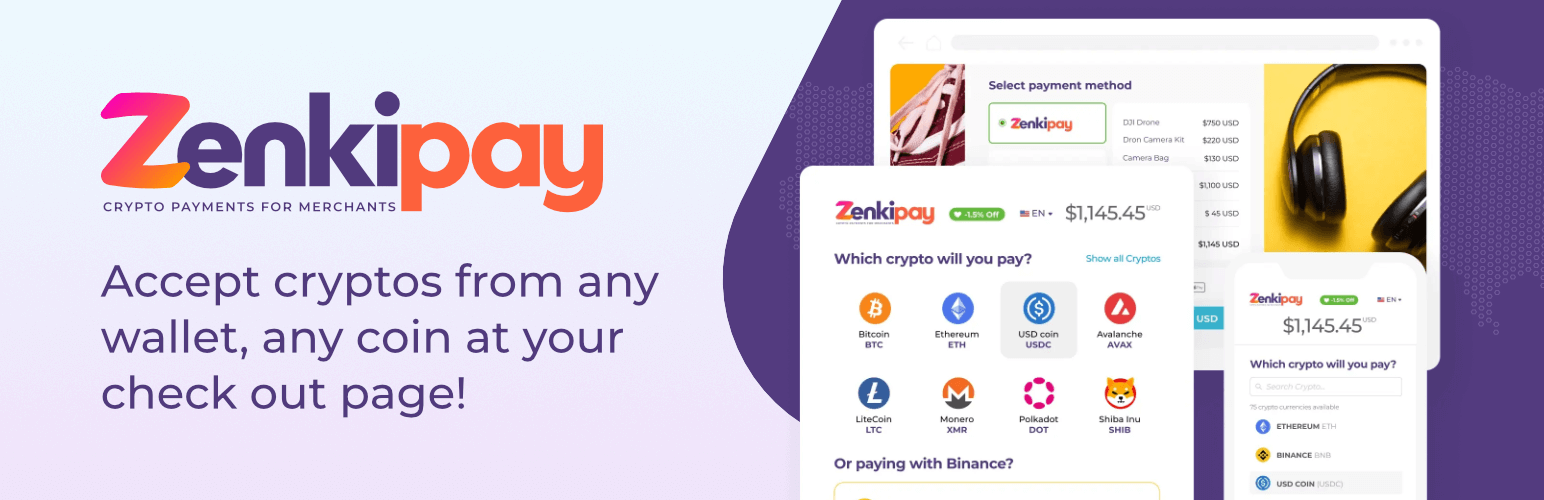 Zenkipay
CRYPTO PAYMENTS FOR MERCHANTS
Accept cryptos from any
wallet, any coin at your
check out page!
Select payment method
Zenkipay
DJI Drone $750 USD
Dron Camera Kit $220 USD
Camera Bag $130 USD
$1,100 USD
$ 45 USD
$1,145 USD
USD
Zenkipay
-1.5% Off
EN
$1,145.45 USD
Which crypto will you pay?
Show all Cryptos
Bitcoin
BTC
Ethereum
ETH
USD coin
USDC
Avalanche
AVAX
LiteCoin
LTC
Monero
XMR
Polkadot
DOT
Shiba Inu
SHIB
Or paying with Binance?
Zenkipay
-1.5% Off
EN
$1,145.45 USD
Which crypto will you pay?
Search Crypto...
75 crypto currencies available
ETHEREUM ETH
BINANCE BNB
USD COIN (USDC)